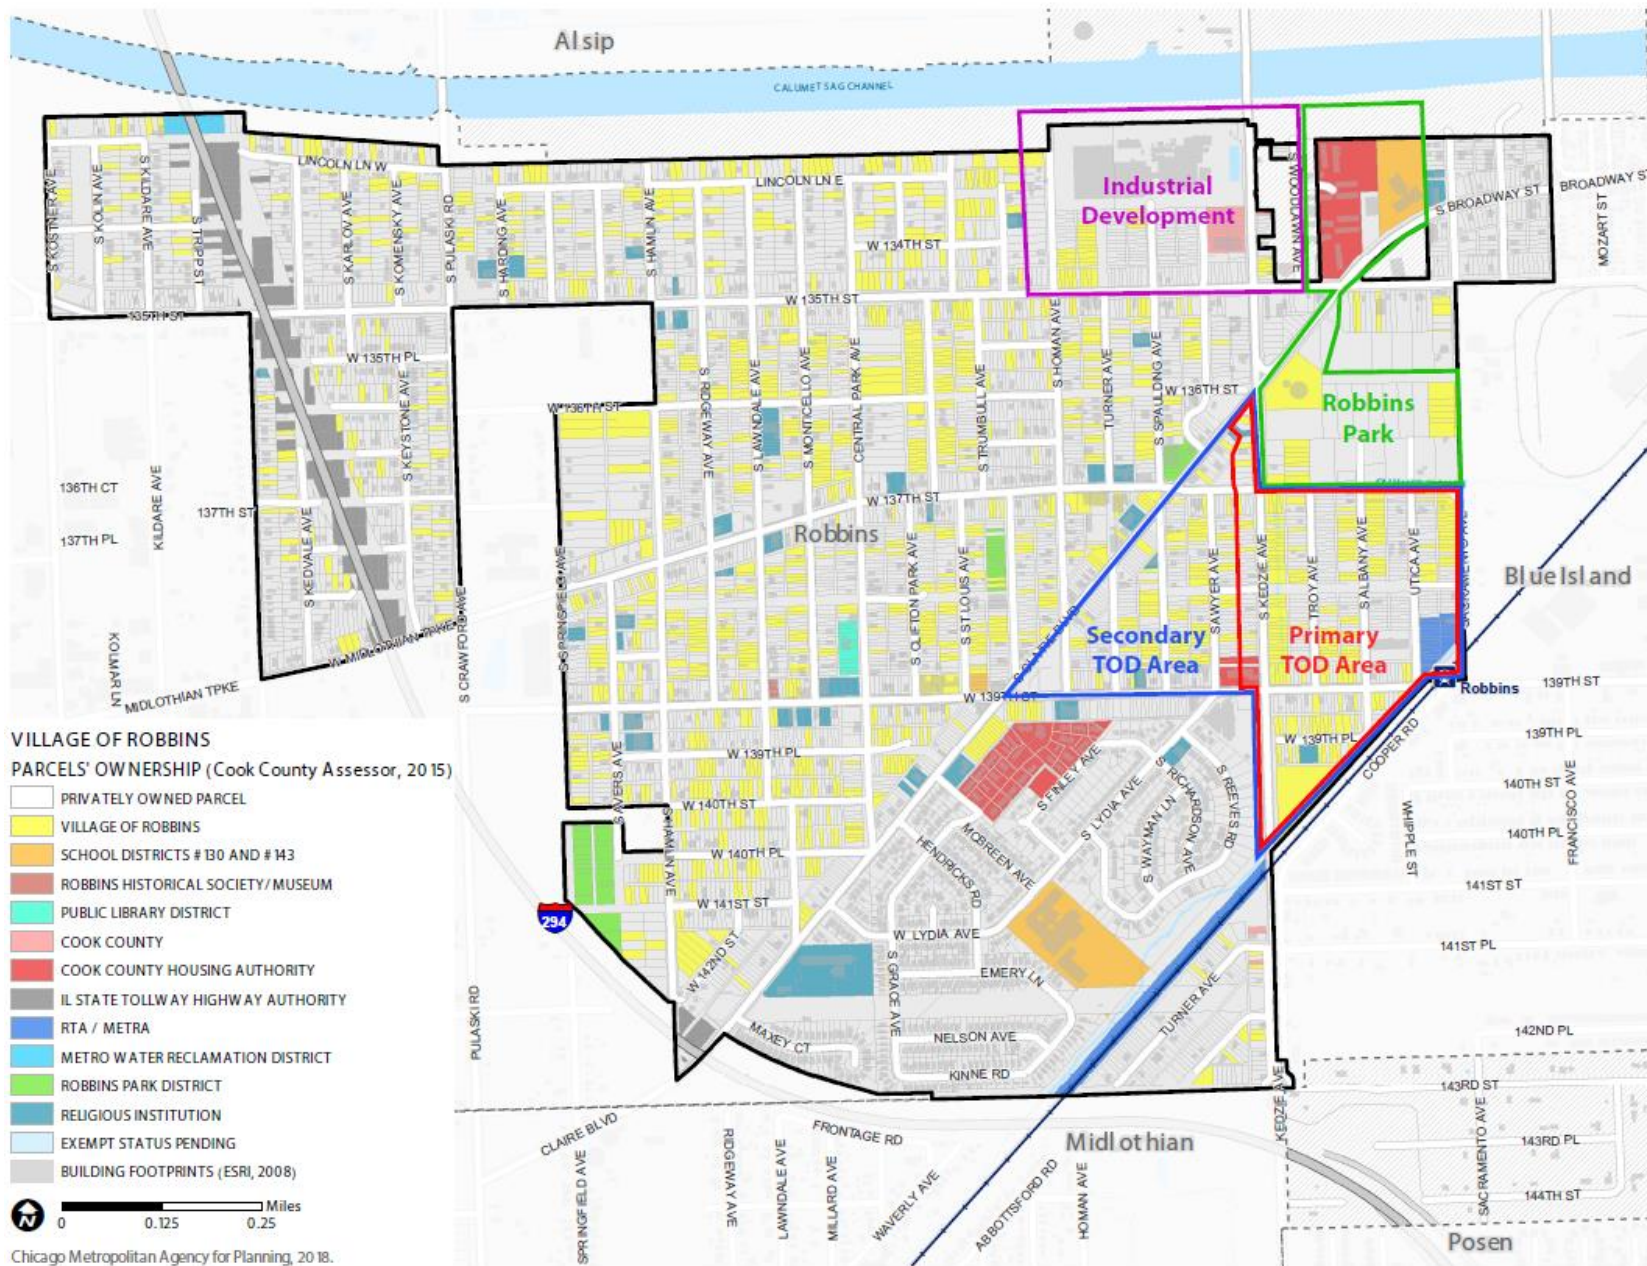 Alsip
CALUMET SAG CHANNEL
LINCOLN LN W
LINCOLN LN E
S KOSTNER AVE
S KOLIN AVE
S KILDARE AVE
S TRIPP ST
S KARLOV AVE
S KOMENSKY AVE
S PULASKI RD
S HARDING AVE
S HAMLIN AVE
W 134TH ST
Industrial
Development
S WOODLAWN AVE
S BROADWAY ST
BROADWAY ST
MOZART ST
135TH ST
W 135TH ST
W 135TH PL
S KEYSTONE AVE
W 136TH ST
S RIDGEWAY AVE
S LAWNDALE AVE
S MONTICELLO AVE
CENTRAL PARK AVE
S TRUMBULL AVE
S HOMAN AVE
TURNER AVE
S SPAULDING AVE
W 136TH ST
Robbins
Park
136TH CT
137TH ST
137TH PL
KILDARE AVE
S KEDVALE AVE
W 137TH ST
Robbins
S CLIFTON PARK AVE
S ST LOUIS AVE
S CLAIRE BLVD
SAWYER AVE
S KEDZIE AVE
TROY AVE
S ALBANY AVE
UTICA AVE
S SACRAMENTO AVE
Blue Island
Secondary
TOD Area
Primary
TOD Area
KOLMAR LN
MIDLOTHIAN TPKE
W MIDLOTHIAN TPKE
S CRAWFORD AVE
S SPRINGFIELD AVE
W 139TH ST
Robbins
139TH ST
W 139TH PL
W 139TH PL
COOPER RD
139TH PL
140TH ST
140TH PL
WHIPPLE ST
FRANCISCO AVE
S AVERS AVE
S HAMLIN AVE
W 140TH ST
W 140TH PL
W 141ST ST
W 142ND ST
S FINLEY AVE
S LYDIA AVE
S RICHARDSON AVE
S WAYMAN LN
S REEVES RD
MCBREEN AVE
HENDRICKS RD
W LYDIA AVE
S GRACE AVE
EMERY LN
TURNER AVE
NELSON AVE
KINNE RD
MAXEY CT
141ST ST
141ST PL
142ND PL
143RD ST
143RD PL
144TH ST
KEDZIE AVE
SACRAMENTO AVE
294
PULASKI RD
CLAIRE BLVD
SPRINGFIELD AVE
RIDGEWAY AVE
LAWNDALE AVE
MILLARD AVE
FRONTAGE RD
WAVERLY AVE
ABBOTTSFORD RD
HOMAN AVE
Midlothian
Posen
VILLAGE OF ROBBINS
PARCELS' OWNERSHIP (Cook County Assessor, 2015)
PRIVATELY OWNED PARCEL
VILLAGE OF ROBBINS
SCHOOL DISTRICTS #130 AND #143
ROBBINS HISTORICAL SOCIETY/MUSEUM
PUBLIC LIBRARY DISTRICT
COOK COUNTY
COOK COUNTY HOUSING AUTHORITY
IL STATE TOLLWAY HIGHWAY AUTHORITY
RTA / METRA
METRO WATER RECLAMATION DISTRICT
ROBBINS PARK DISTRICT
RELIGIOUS INSTITUTION
EXEMPT STATUS PENDING
BUILDING FOOTPRINTS (ESRI, 2008)
N
Miles
0 0.125 0.25
Chicago Metropolitan Agency for Planning, 2018.